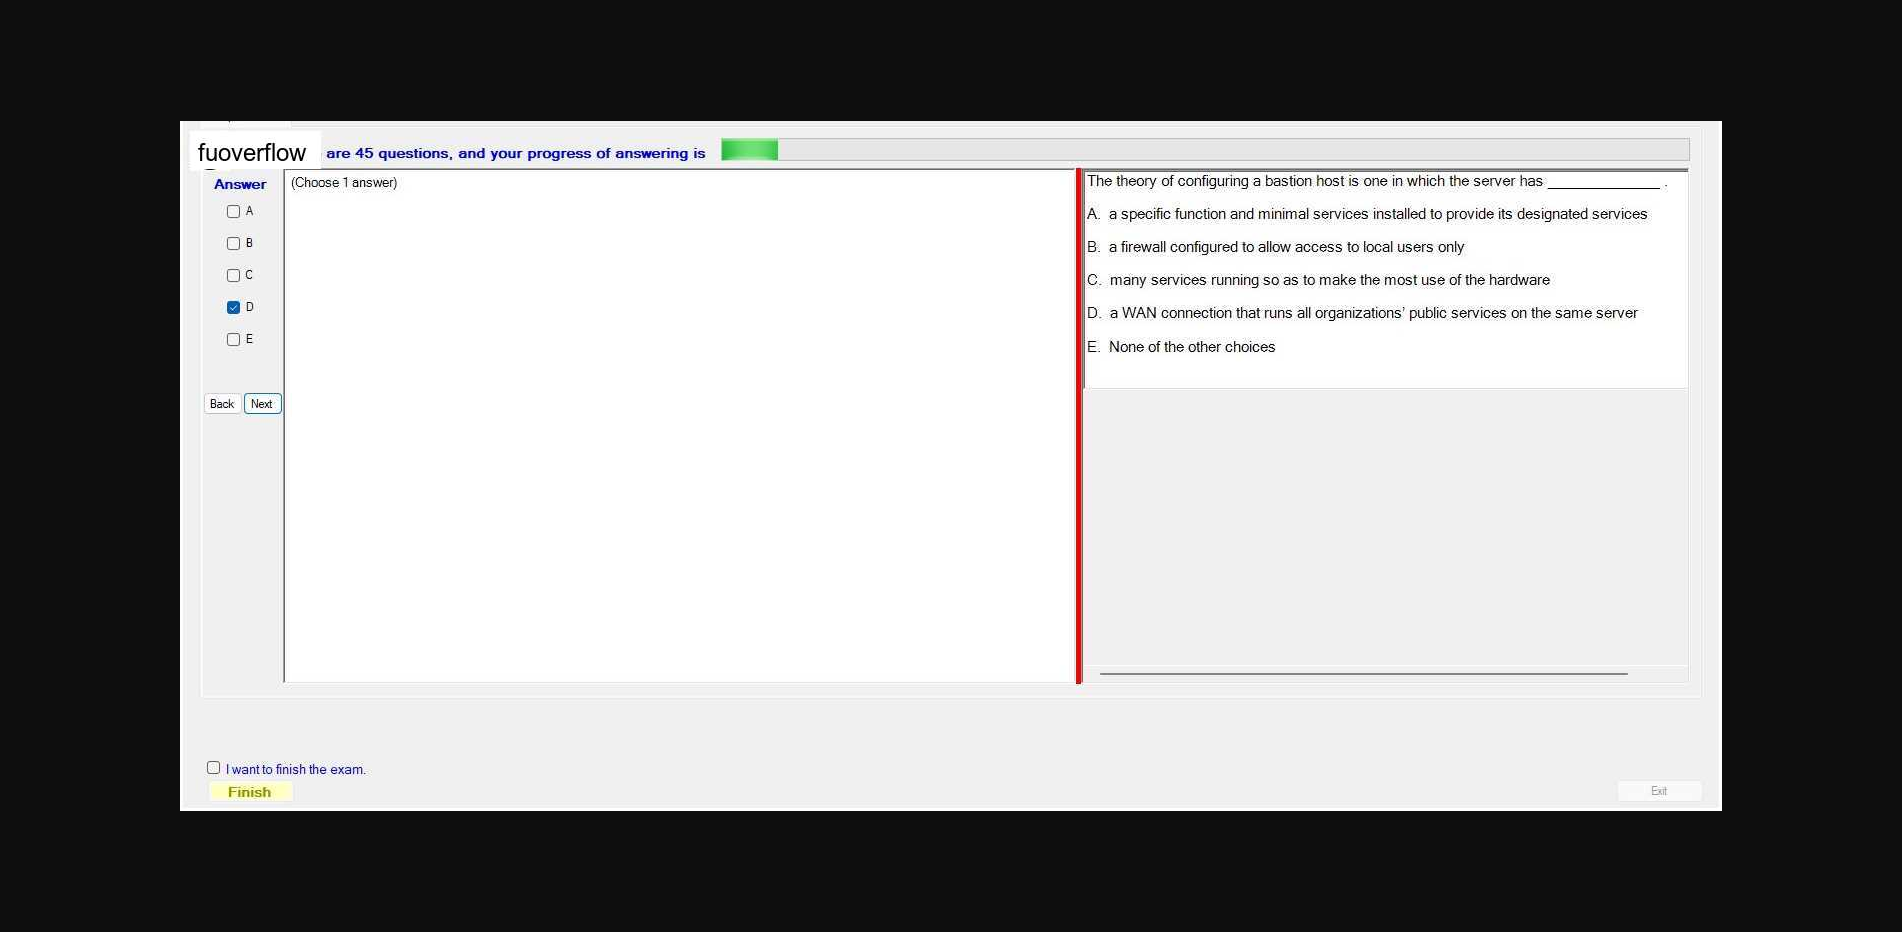 fuoverflow are 45 questions, and your progress of answering is
Answer
(Choose 1 answer)
A
B
C
D
E
Back Next
The theory of configuring a bastion host is one in which the server has ______________ .
A. a specific function and minimal services installed to provide its designated services
B. a firewall configured to allow access to local users only
C. many services running so as to make the most use of the hardware
D. a WAN connection that runs all organizations’ public services on the same server
E. None of the other choices
I want to finish the exam.
Finish
Exit